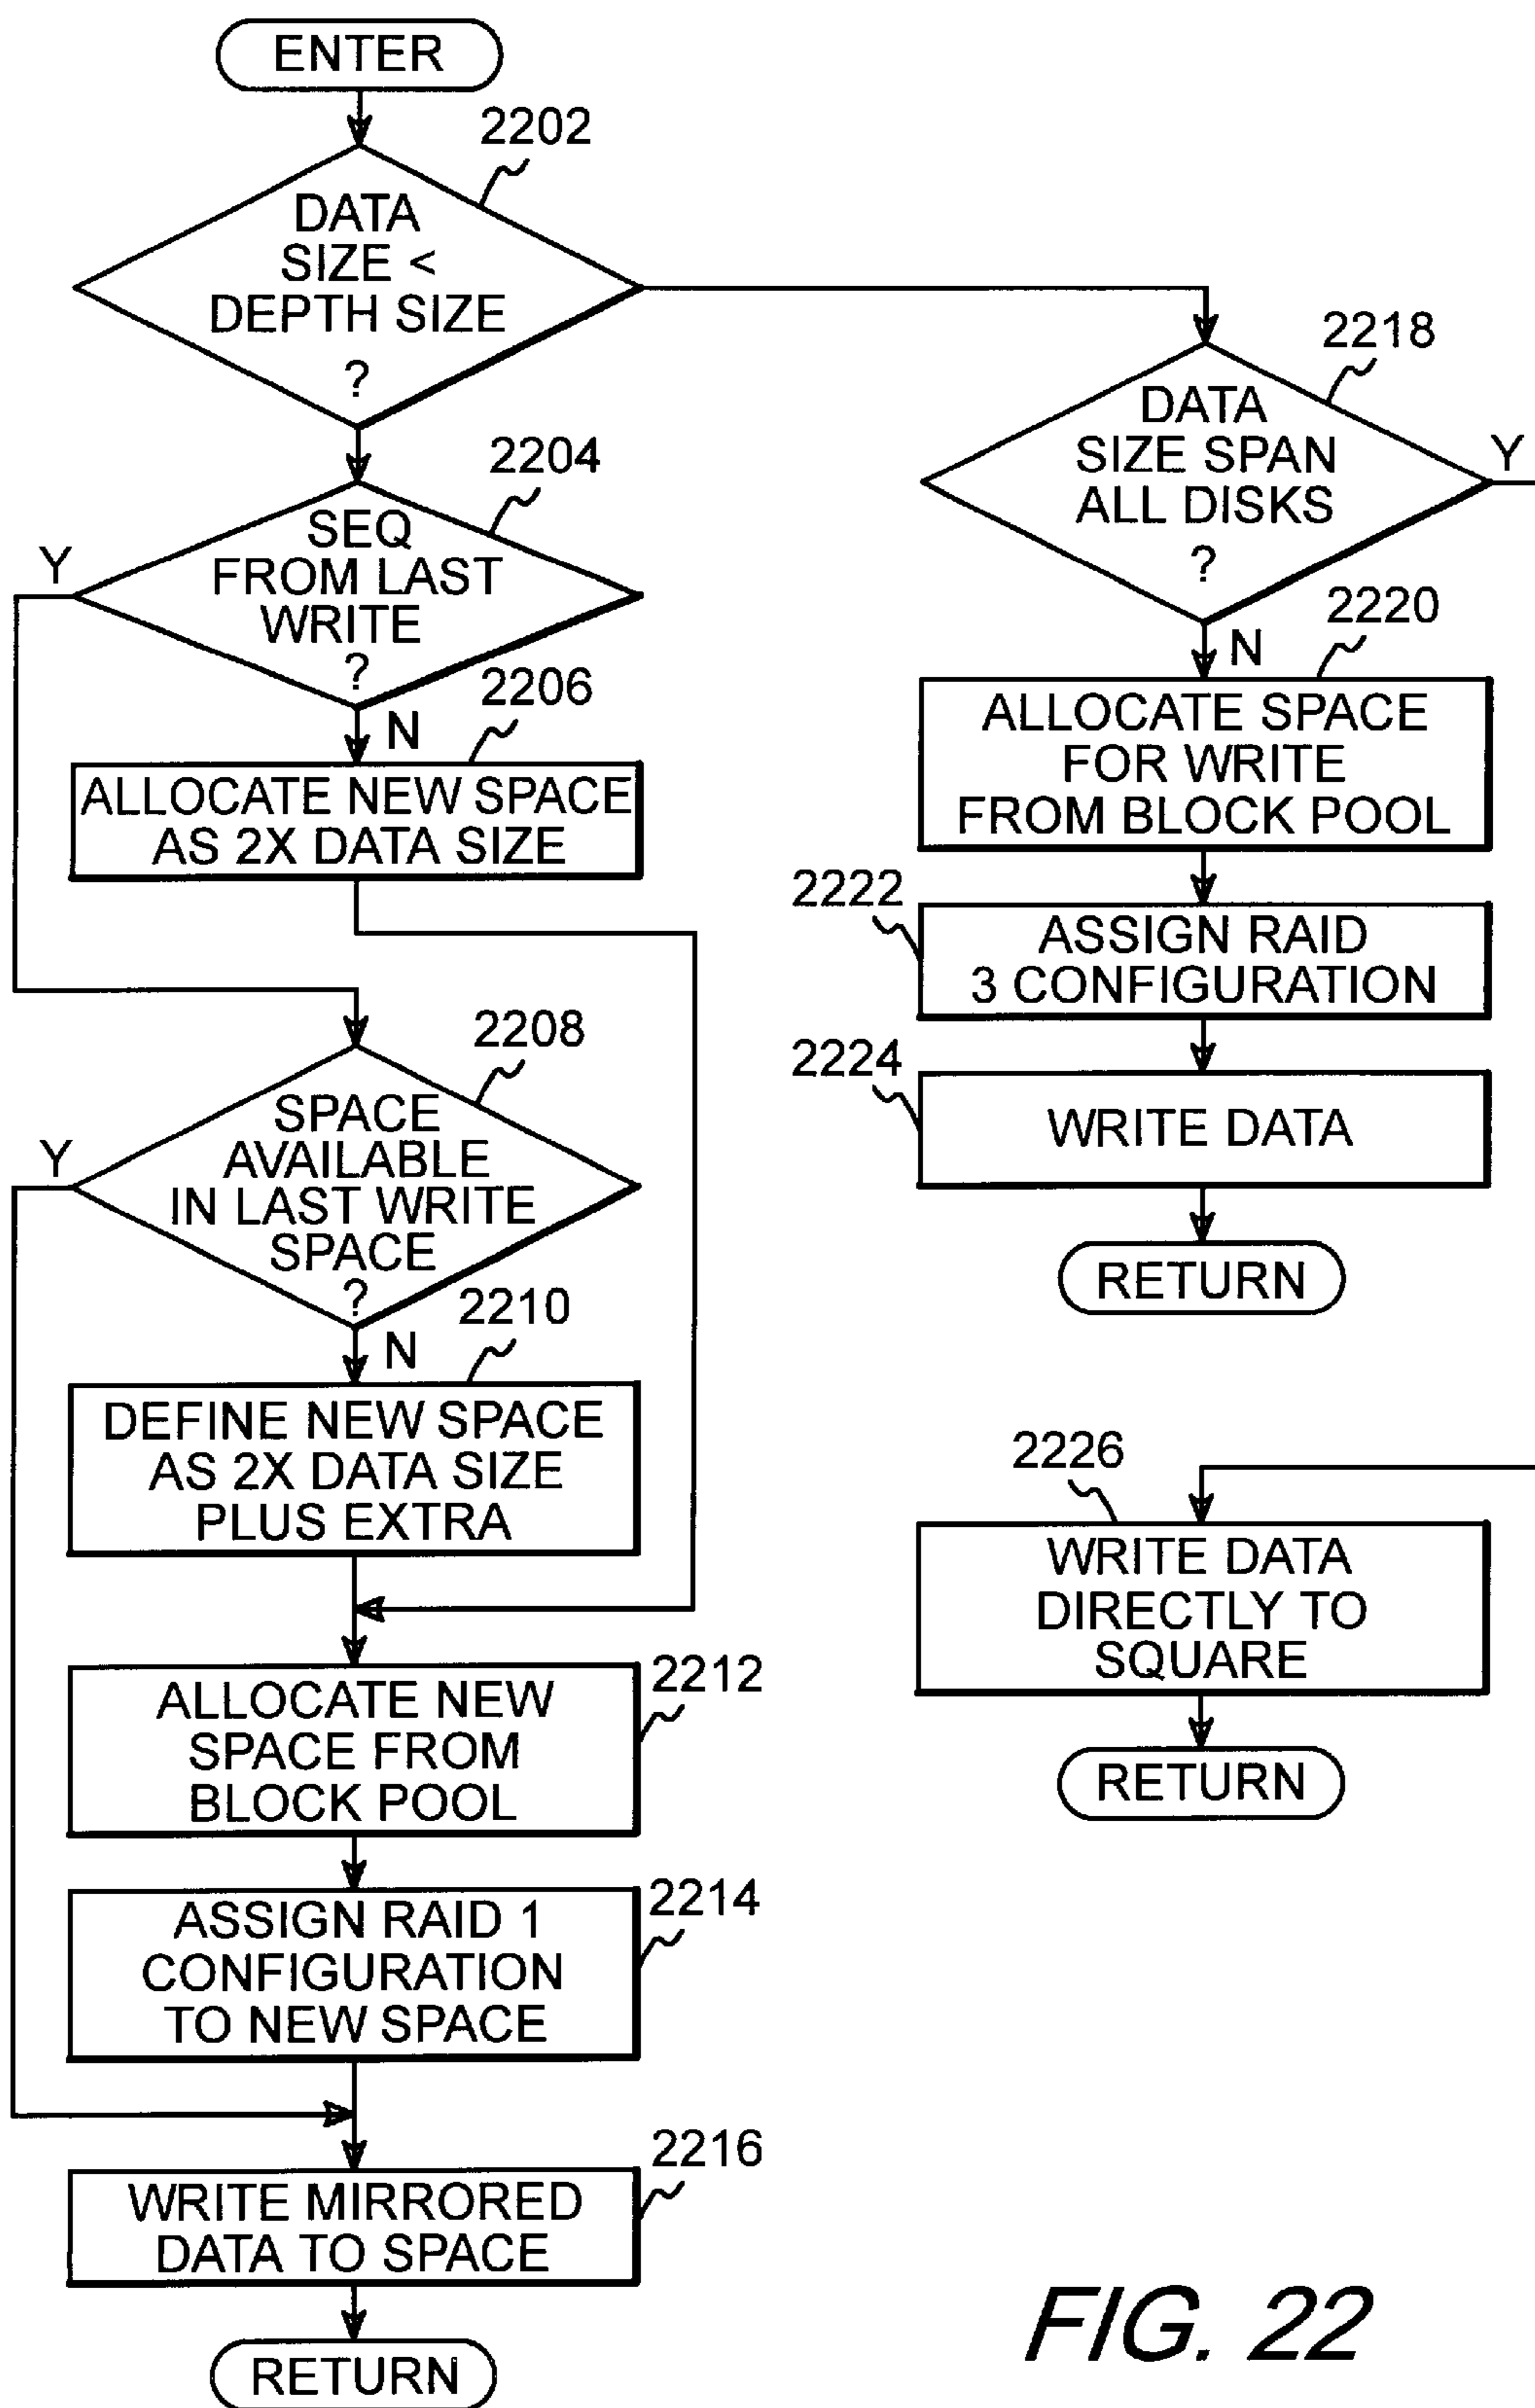 ENTER
2202
DATA
SIZE <
DEPTH SIZE
?
2204
SEQ
FROM LAST
WRITE
?
Y
N
2206
ALLOCATE NEW SPACE
AS 2X DATA SIZE
2208
SPACE
AVAILABLE
IN LAST WRITE
SPACE
?
Y
N
2210
DEFINE NEW SPACE
AS 2X DATA SIZE
PLUS EXTRA
2212
ALLOCATE NEW
SPACE FROM
BLOCK POOL
2214
ASSIGN RAID 1
CONFIGURATION
TO NEW SPACE
2216
WRITE MIRRORED
DATA TO SPACE
RETURN
2218
DATA
SIZE SPAN
ALL DISKS
?
Y
N
2220
ALLOCATE SPACE
FOR WRITE
FROM BLOCK POOL
2222
ASSIGN RAID
3 CONFIGURATION
2224
WRITE DATA
RETURN
2226
WRITE DATA
DIRECTLY TO
SQUARE
RETURN
FIG. 22